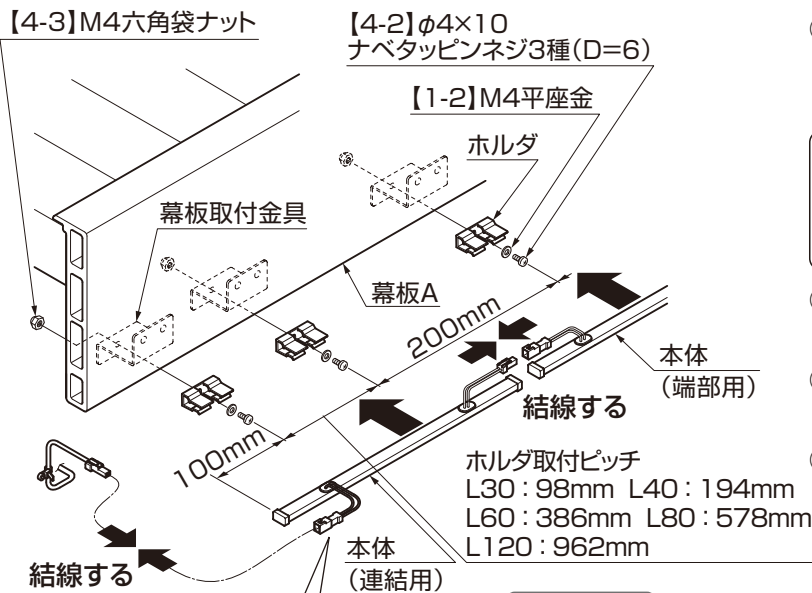 【4-3】M4六角袋ナット
【4-2】φ4×10
ナベタッピンネジ3種(D=6)
【1-2】M4平座金
ホルダ
幕板取付金具
幕板A
200mm
100mm
本体
(端部用)
結線する
ホルダ取付ピッチ
L30：98mm L40：194mm
L60：386mm L80：578mm
L120：962mm
本体
(連結用)
結線する